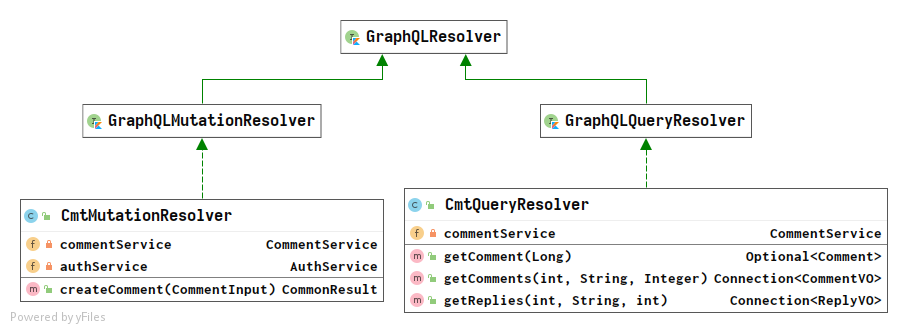 GraphQLResolver
GraphQLMutationResolver
GraphQLQueryResolver
CmtMutationResolver
commentService CommentService
authService AuthService
createComment(CommentInput) CommonResult
CmtQueryResolver
commentService CommentService
getComment(Long) Optional<Comment>
getComments(int, String, Integer) Connection<CommentVO>
getReplies(int, String, int) Connection<ReplyVO>
Powered by yFiles